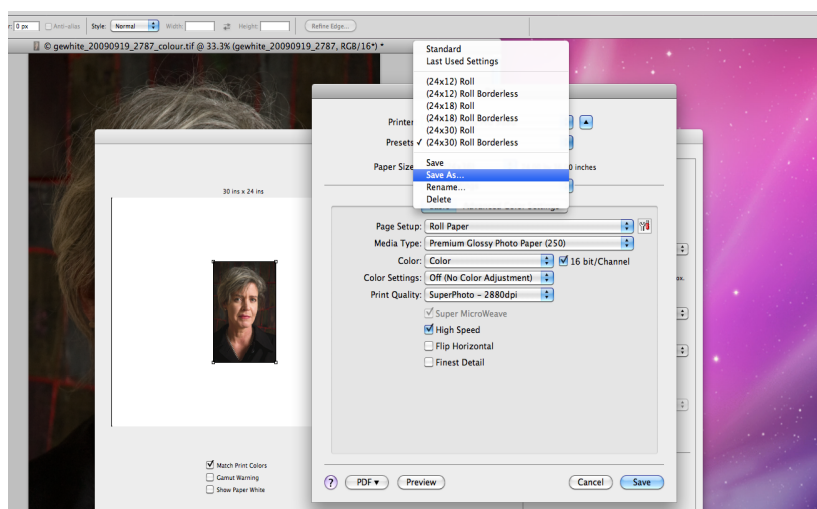 r: 0 px Anti-alias Style: Normal Width: Height: Refine Edge...
© gewhite_20090919_2787_colour.tif @ 33.3% (gewhite_20090919_2787, RGB/16*) *
Standard
Last Used Settings
(24x12) Roll
(24x12) Roll Borderless
(24x18) Roll
(24x18) Roll Borderless
(24x30) Roll
✓ (24x30) Roll Borderless
Save
Save As...
Rename...
Delete
Printer
Presets
Paper Size 0 inches
30 ins x 24 ins
Page Setup: Roll Paper
Media Type: Premium Glossy Photo Paper (250)
Color: Color 16 bit/Channel
Color Settings: Off (No Color Adjustment)
Print Quality: SuperPhoto - 2880dpi
Super MicroWeave
High Speed
Flip Horizontal
Finest Detail
Match Print Colors
Gamut Warning
Show Paper White
? PDF ▾ Preview Cancel Save